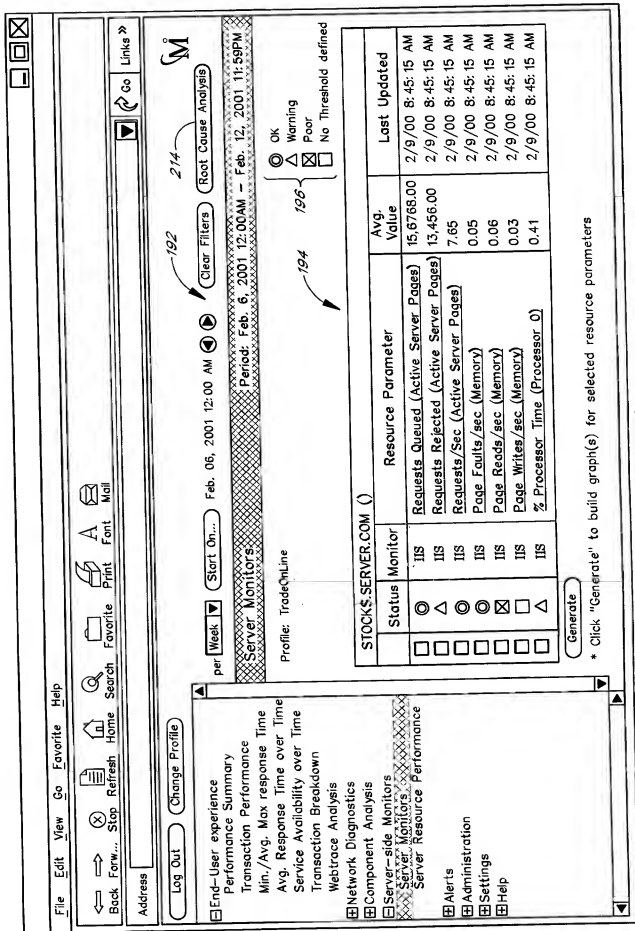 File Edit View Go Favorite Help
Back Forw... Stop Refresh Home Search Favorite Print Font Mail
Address
Go Links »
Log Out Change Profile
End-User experience
Performance Summary
Transaction Performance
Min./Avg. Max response Time
Avg. Response Time over Time
Service Availability over Time
Transaction Breakdown
Webtrace Analysis
Network Diagnostics
Component Analysis
Server-side Monitors
Server Monitors
Server Resource Performance
Alerts
Administration
Settings
Help
per Week Start On... Feb. 06, 2001 12:00 AM Clear Filters Root Cause Analysis
192
214
M
Server Monitors
Period: Feb. 6, 2001 12:00AM - Feb. 12, 2001 11:59PM
Profile: TradeOnLine
194
196
OK
Warning
Poor
No Threshold defined
STOCKS.SERVER.COM ()
Status Monitor Resource Parameter Avg. Value Last Updated
IIS Requests Queued (Active Server Pages) 15,6768.00 2/9/00 8:45:15 AM
IIS Requests Rejected (Active Server Pages) 13,456.00 2/9/00 8:45:15 AM
IIS Requests/Sec (Active Server Pages) 7.65 2/9/00 8:45:15 AM
IIS Page Faults/sec (Memory) 0.05 2/9/00 8:45:15 AM
IIS Page Reads/sec (Memory) 0.06 2/9/00 8:45:15 AM
IIS Page Writes/sec (Memory) 0.03 2/9/00 8:45:15 AM
IIS % Processor Time (Processor 0) 0.41 2/9/00 8:45:15 AM
Generate
* Click "Generate" to build graph(s) for selected resource parameters